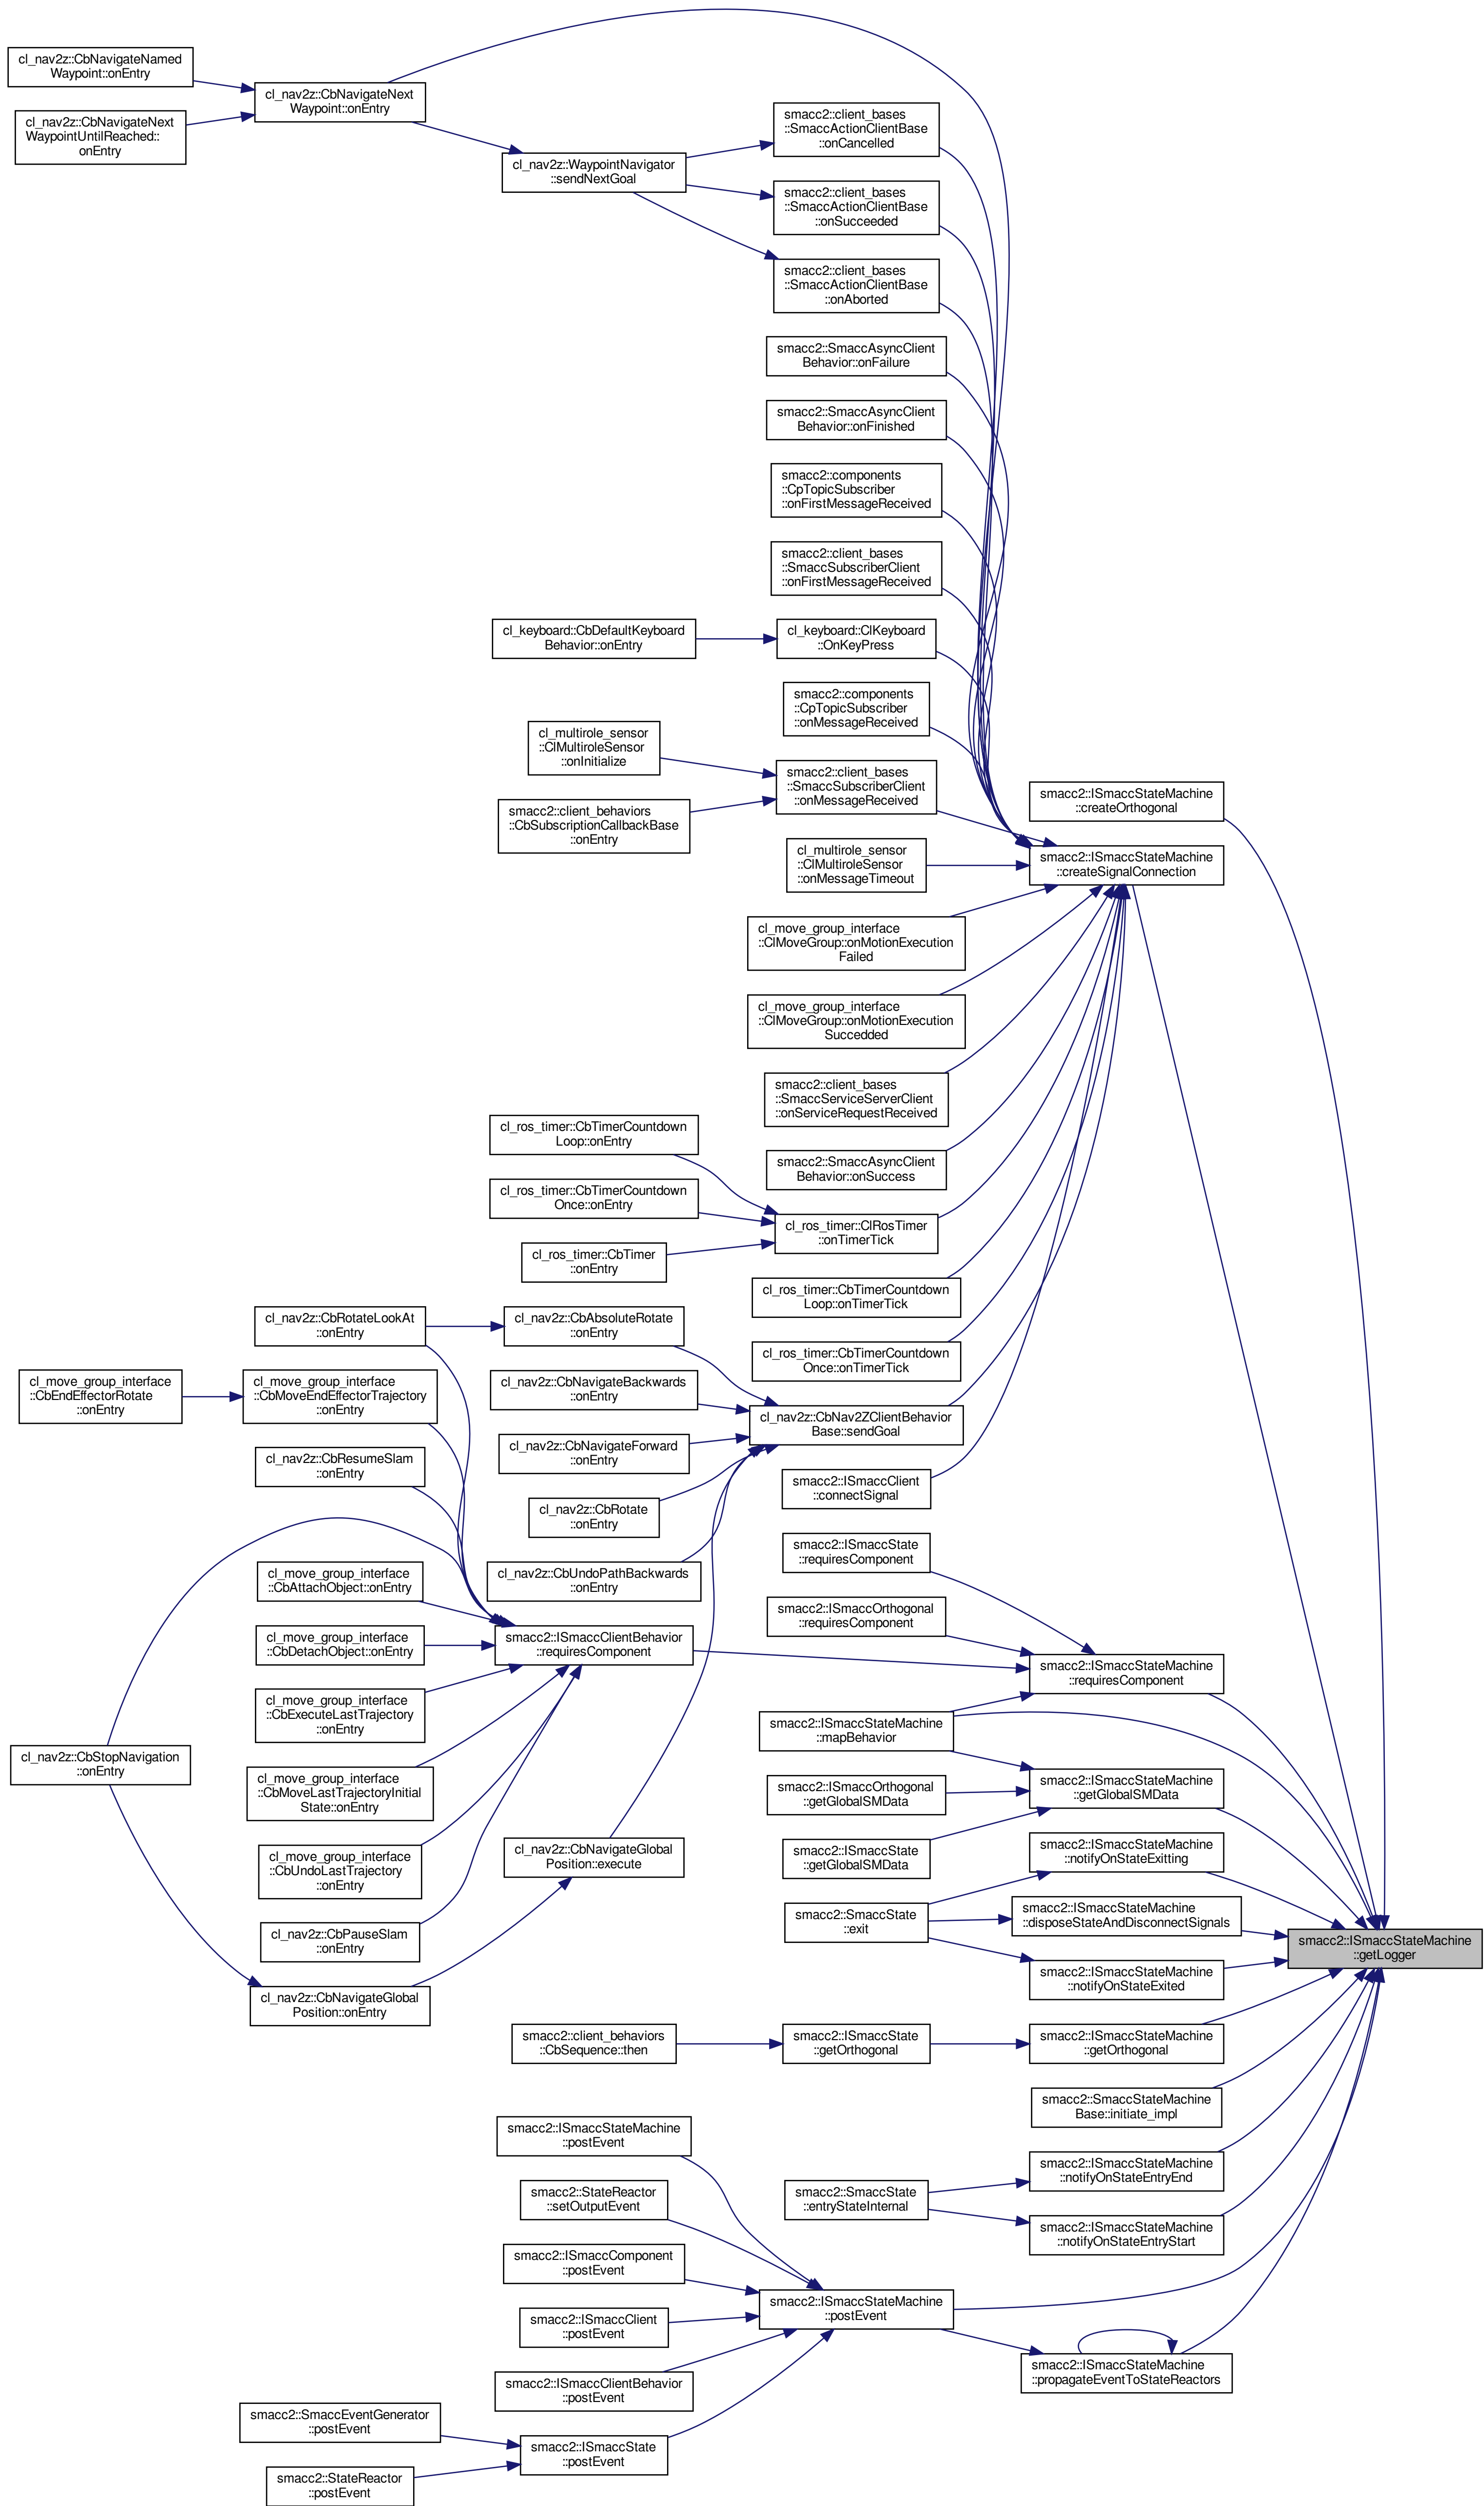 cl_nav2z::CbNavigateNamed
Waypoint::onEntry
cl_nav2z::CbNavigateNext
WaypointUntilReached::
onEntry
cl_nav2z::CbNavigateNext
Waypoint::onEntry
cl_nav2z::WaypointNavigator
::sendNextGoal
smacc2::client_bases
::SmaccActionClientBase
::onCancelled
smacc2::client_bases
::SmaccActionClientBase
::onSucceeded
smacc2::client_bases
::SmaccActionClientBase
::onAborted
smacc2::SmaccAsyncClient
Behavior::onFailure
smacc2::SmaccAsyncClient
Behavior::onFinished
smacc2::components
::CpTopicSubscriber
::onFirstMessageReceived
smacc2::client_bases
::SmaccSubscriberClient
::onFirstMessageReceived
cl_keyboard::CbDefaultKeyboard
Behavior::onEntry
cl_keyboard::ClKeyboard
::OnKeyPress
smacc2::components
::CpTopicSubscriber
::onMessageReceived
cl_multirole_sensor
::ClMultiroleSensor
::onInitialize
smacc2::client_behaviors
::CbSubscriptionCallbackBase
::onEntry
smacc2::client_bases
::SmaccSubscriberClient
::onMessageReceived
smacc2::ISmaccStateMachine
::createOrthogonal
smacc2::ISmaccStateMachine
::createSignalConnection
cl_multirole_sensor
::ClMultiroleSensor
::onMessageTimeout
cl_move_group_interface
::ClMoveGroup::onMotionExecution
Failed
cl_move_group_interface
::ClMoveGroup::onMotionExecution
Succedded
smacc2::client_bases
::SmaccServiceServerClient
::onServiceRequestReceived
smacc2::SmaccAsyncClient
Behavior::onSuccess
cl_ros_timer::CbTimerCountdown
Loop::onEntry
cl_ros_timer::CbTimerCountdown
Once::onEntry
cl_ros_timer::CbTimer
::onEntry
cl_ros_timer::ClRosTimer
::onTimerTick
cl_ros_timer::CbTimerCountdown
Loop::onTimerTick
cl_ros_timer::CbTimerCountdown
Once::onTimerTick
cl_nav2z::CbRotateLookAt
::onEntry
cl_nav2z::CbAbsoluteRotate
::onEntry
cl_move_group_interface
::CbEndEffectorRotate
::onEntry
cl_move_group_interface
::CbMoveEndEffectorTrajectory
::onEntry
cl_nav2z::CbNavigateBackwards
::onEntry
cl_nav2z::CbNav2ZClientBehavior
Base::sendGoal
cl_nav2z::CbResumeSlam
::onEntry
cl_nav2z::CbNavigateForward
::onEntry
smacc2::ISmaccClient
::connectSignal
cl_nav2z::CbRotate
::onEntry
smacc2::ISmaccState
::requiresComponent
cl_move_group_interface
::CbAttachObject::onEntry
cl_nav2z::CbUndoPathBackwards
::onEntry
smacc2::ISmaccOrthogonal
::requiresComponent
cl_move_group_interface
::CbDetachObject::onEntry
smacc2::ISmaccClientBehavior
::requiresComponent
smacc2::ISmaccStateMachine
::requiresComponent
cl_move_group_interface
::CbExecuteLastTrajectory
::onEntry
smacc2::ISmaccStateMachine
::mapBehavior
cl_nav2z::CbStopNavigation
::onEntry
cl_move_group_interface
::CbMoveLastTrajectoryInitial
State::onEntry
smacc2::ISmaccOrthogonal
::getGlobalSMData
smacc2::ISmaccStateMachine
::getGlobalSMData
cl_move_group_interface
::CbUndoLastTrajectory
::onEntry
cl_nav2z::CbNavigateGlobal
Position::execute
smacc2::ISmaccState
::getGlobalSMData
smacc2::ISmaccStateMachine
::notifyOnStateExitting
cl_nav2z::CbPauseSlam
::onEntry
smacc2::SmaccState
::exit
smacc2::ISmaccStateMachine
::disposeStateAndDisconnectSignals
smacc2::ISmaccStateMachine
::getLogger
cl_nav2z::CbNavigateGlobal
Position::onEntry
smacc2::ISmaccStateMachine
::notifyOnStateExited
smacc2::client_behaviors
::CbSequence::then
smacc2::ISmaccState
::getOrthogonal
smacc2::ISmaccStateMachine
::getOrthogonal
smacc2::SmaccStateMachine
Base::initiate_impl
smacc2::ISmaccStateMachine
::postEvent
smacc2::ISmaccStateMachine
::notifyOnStateEntryEnd
smacc2::StateReactor
::setOutputEvent
smacc2::SmaccState
::entryStateInternal
smacc2::ISmaccStateMachine
::notifyOnStateEntryStart
smacc2::ISmaccComponent
::postEvent
smacc2::ISmaccClient
::postEvent
smacc2::ISmaccStateMachine
::postEvent
smacc2::ISmaccClientBehavior
::postEvent
smacc2::ISmaccStateMachine
::propagateEventToStateReactors
smacc2::SmaccEventGenerator
::postEvent
smacc2::ISmaccState
::postEvent
smacc2::StateReactor
::postEvent